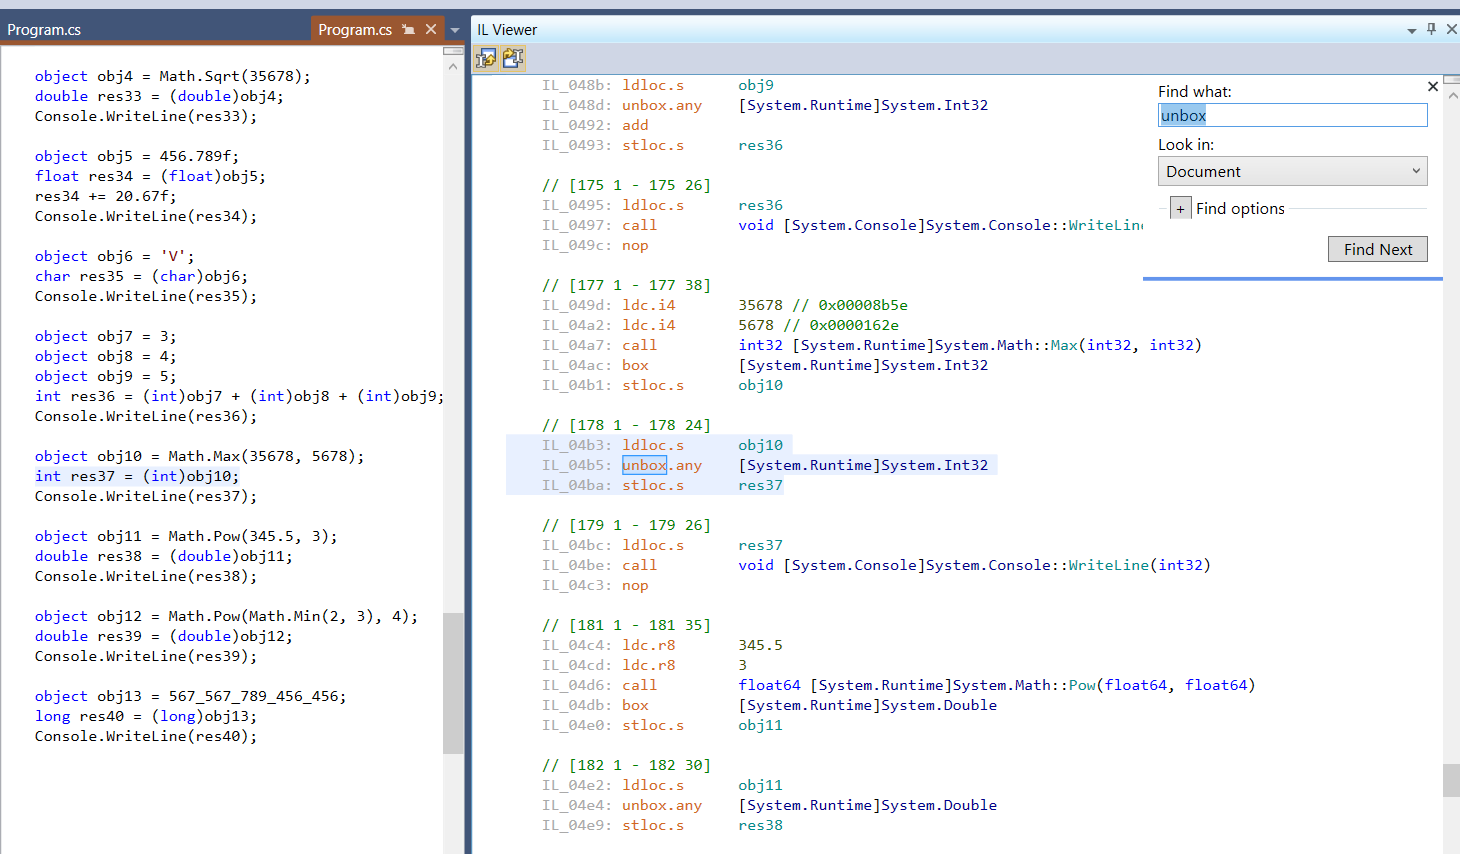 Program.cs
Program.cs
object obj4 = Math.Sqrt(35678);
double res33 = (double)obj4;
Console.WriteLine(res33);
object obj5 = 456.789f;
float res34 = (float)obj5;
res34 += 20.67f;
Console.WriteLine(res34);
object obj6 = 'V';
char res35 = (char)obj6;
Console.WriteLine(res35);
object obj7 = 3;
object obj8 = 4;
object obj9 = 5;
int res36 = (int)obj7 + (int)obj8 + (int)obj9;
Console.WriteLine(res36);
object obj10 = Math.Max(35678, 5678);
int res37 = (int)obj10;
Console.WriteLine(res37);
object obj11 = Math.Pow(345.5, 3);
double res38 = (double)obj11;
Console.WriteLine(res38);
object obj12 = Math.Pow(Math.Min(2, 3), 4);
double res39 = (double)obj12;
Console.WriteLine(res39);
object obj13 = 567_567_789_456_456;
long res40 = (long)obj13;
Console.WriteLine(res40);
IL Viewer
IL_048b: ldloc.s obj9
IL_048d: unbox.any [System.Runtime]System.Int32
IL_0492: add
IL_0493: stloc.s res36
// [175 1 - 175 26]
IL_0495: ldloc.s res36
IL_0497: call void [System.Console]System.Console::WriteLine
IL_049c: nop
// [177 1 - 177 38]
IL_049d: ldc.i4 35678 // 0x00008b5e
IL_04a2: ldc.i4 5678 // 0x0000162e
IL_04a7: call int32 [System.Runtime]System.Math::Max(int32, int32)
IL_04ac: box [System.Runtime]System.Int32
IL_04b1: stloc.s obj10
// [178 1 - 178 24]
IL_04b3: ldloc.s obj10
IL_04b5: unbox.any [System.Runtime]System.Int32
IL_04ba: stloc.s res37
// [179 1 - 179 26]
IL_04bc: ldloc.s res37
IL_04be: call void [System.Console]System.Console::WriteLine(int32)
IL_04c3: nop
// [181 1 - 181 35]
IL_04c4: ldc.r8 345.5
IL_04cd: ldc.r8 3
IL_04d6: call float64 [System.Runtime]System.Math::Pow(float64, float64)
IL_04db: box [System.Runtime]System.Double
IL_04e0: stloc.s obj11
// [182 1 - 182 30]
IL_04e2: ldloc.s obj11
IL_04e4: unbox.any [System.Runtime]System.Double
IL_04e9: stloc.s res38
Find what:
unbox
Look in:
Document
+ Find options
Find Next